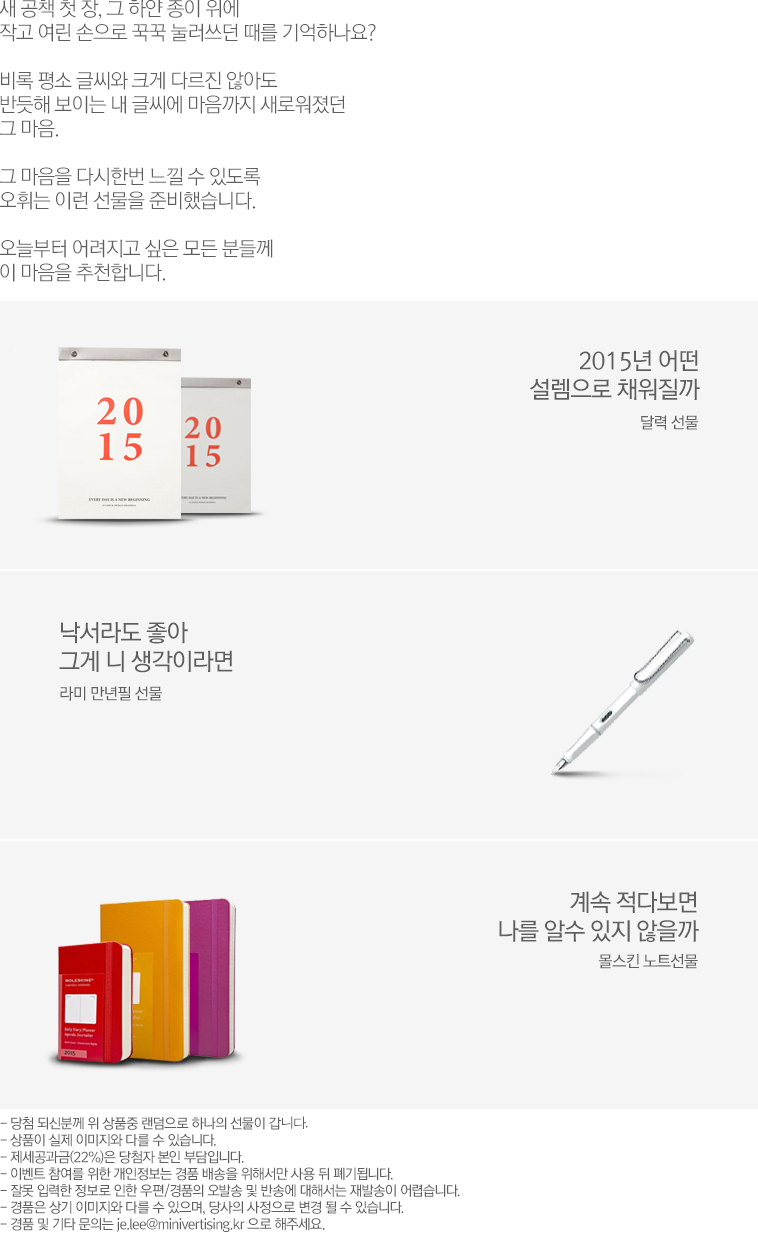 새 공책 첫 장, 그 하얀 종이 위에
작고 여린 손으로 꾹꾹 눌러쓰던 때를 기억하나요?
비록 평소 글씨와 크게 다르진 않아도
반듯해 보이는 내 글씨에 마음까지 새로워졌던
그 마음.
그 마음을 다시한번 느낄 수 있도록
오휘는 이런 선물을 준비했습니다.
오늘부터 어려지고 싶은 모든 분들께
이 마음을 추천합니다.
20
15
EVERY DAY IS A NEW BEGINNING
20
15
2015년 어떤
설렘으로 채워질까
달력 선물
낙서라도 좋아
그게 니 생각이라면
라미 만년필 선물
MOLESKINE
Daily Diary/Planner
2015
계속 적다보면
나를 알수 있지 않을까
몰스킨 노트선물
- 당첨 되신분께 위 상품중 랜덤으로 하나의 선물이 갑니다.
- 상품이 실제 이미지와 다를 수 있습니다.
- 제세공과금(22%)은 당첨자 본인 부담입니다.
- 이벤트 참여를 위한 개인정보는 경품 배송을 위해서만 사용 뒤 폐기됩니다.
- 잘못 입력한 정보로 인한 우편/경품의 오발송 및 반송에 대해서는 재발송이 어렵습니다.
- 경품은 상기 이미지와 다를 수 있으며, 당사의 사정으로 변경 될 수 있습니다.
- 경품 및 기타 문의는 je.lee@minivertising.kr 으로 해주세요.